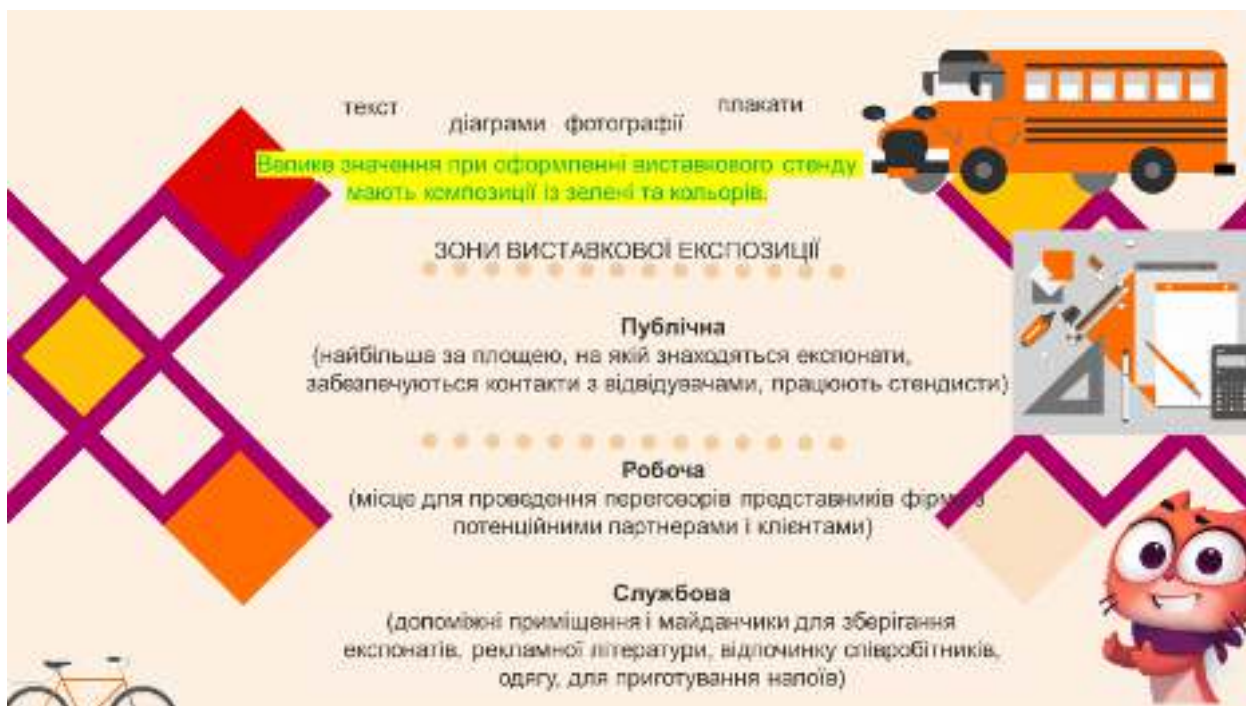 текст
діаграми фотографії
плакати
Велике значення при оформленні виставкового стенду
мають композиції із зелені та кольорів.
ЗОНИ ВИСТАВКОВОЇ ЕКСПОЗИЦІЇ
Публічна
(найбільша за площею, на якій знаходяться експонати,
забезпечуються контакти з відвідувачами, працюють стендисти)
Робоча
(місце для проведення переговорів представників фірми з
потенційними партнерами і клієнтами)
Службова
(допоміжні приміщення і майданчики для зберігання
експонатів, рекламної літератури, відпочинку співробітників,
одягу, для приготування напоїв)